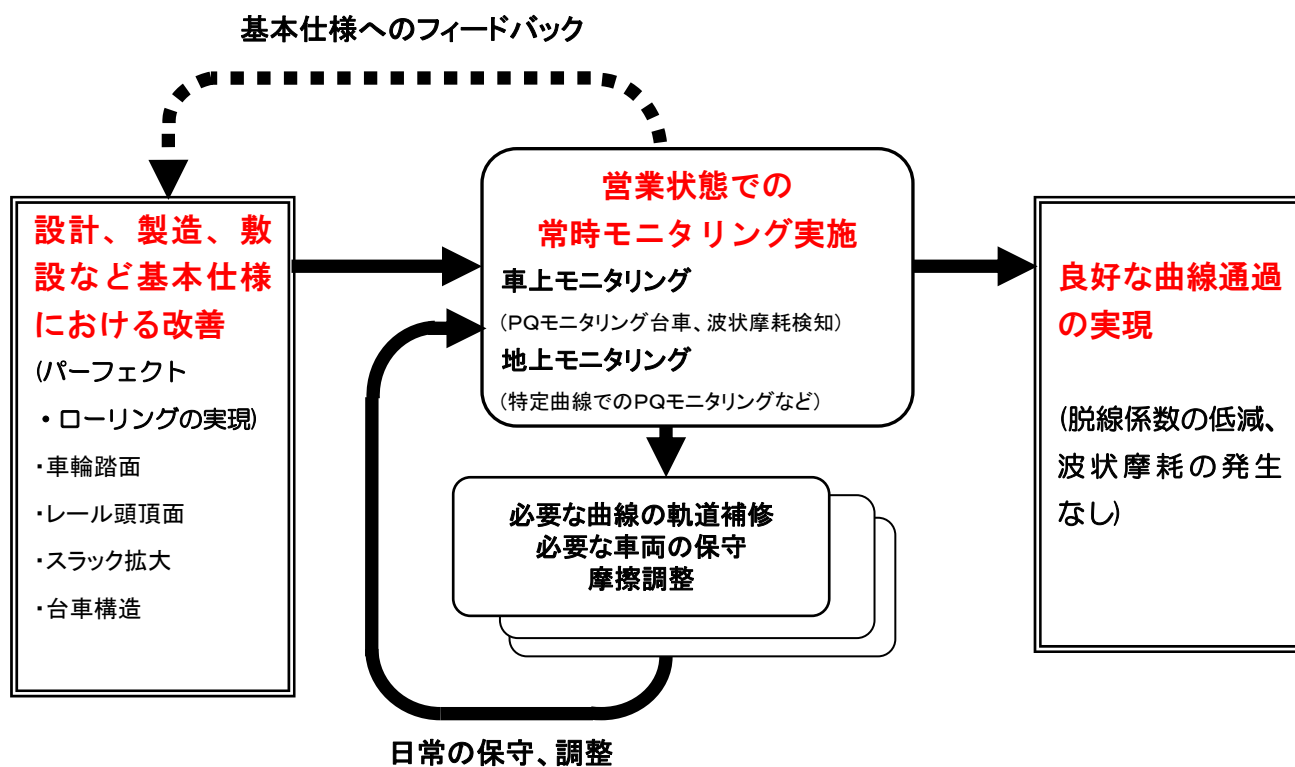 基本仕様へのフィードバック
設計、製造、敷
設など基本仕様
における改善
(パーフェクト
・ローリングの実現)
・車輪踏面
・レール頭頂面
・スラック拡大
・台車構造
営業状態での
常時モニタリング実施
車上モニタリング
(PQモニタリング台車、波状摩耗検知)
地上モニタリング
(特定曲線でのPQモニタリングなど)
必要な曲線の軌道補修
必要な車両の保守
摩擦調整
日常の保守、調整
良好な曲線通過
の実現
(脱線係数の低減、
波状摩耗の発生
なし)